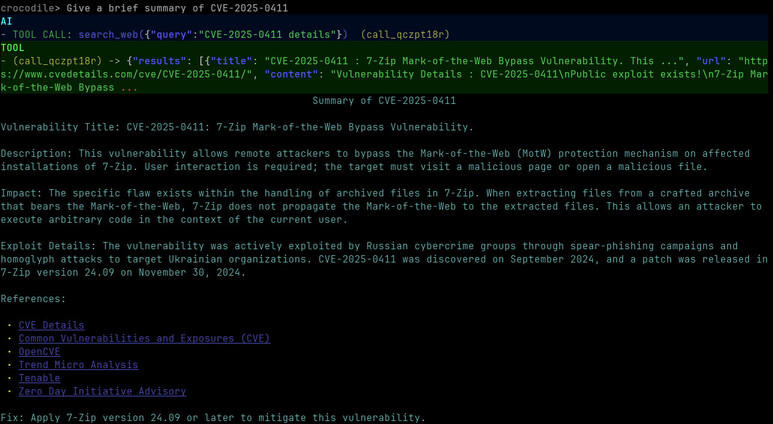 crocodile> Give a brief summary of CVE-2025-0411
AI
- TOOL CALL: search_web({"query":"CVE-2025-0411 details"})  (call_qczpt18r)
TOOL
- (call_qczpt18r) -> {"results": [{"title": "CVE-2025-0411 : 7-Zip Mark-of-the-Web Bypass Vulnerability. This ...", "url": "http
s://www.cvedetails.com/cve/CVE-2025-0411/", "content": "Vulnerability Details : CVE-2025-0411\nPublic exploit exists!\n7-Zip Mar
k-of-the-Web Bypass ...
Summary of CVE-2025-0411
Vulnerability Title: CVE-2025-0411: 7-Zip Mark-of-the-Web Bypass Vulnerability.
Description: This vulnerability allows remote attackers to bypass the Mark-of-the-Web (MotW) protection mechanism on affected
installations of 7-Zip. User interaction is required; the target must visit a malicious page or open a malicious file.
Impact: The specific flaw exists within the handling of archived files in 7-Zip. When extracting files from a crafted archive
that bears the Mark-of-the-Web, 7-Zip does not propagate the Mark-of-the-Web to the extracted files. This allows an attacker to
execute arbitrary code in the context of the current user.
Exploit Details: The vulnerability was actively exploited by Russian cybercrime groups through spear-phishing campaigns and
homoglyph attacks to target Ukrainian organizations. CVE-2025-0411 was discovered on September 2024, and a patch was released in
7-Zip version 24.09 on November 30, 2024.
References:
• CVE Details
• Common Vulnerabilities and Exposures (CVE)
• OpenCVE
• Trend Micro Analysis
• Tenable
• Zero Day Initiative Advisory
Fix: Apply 7-Zip version 24.09 or later to mitigate this vulnerability.